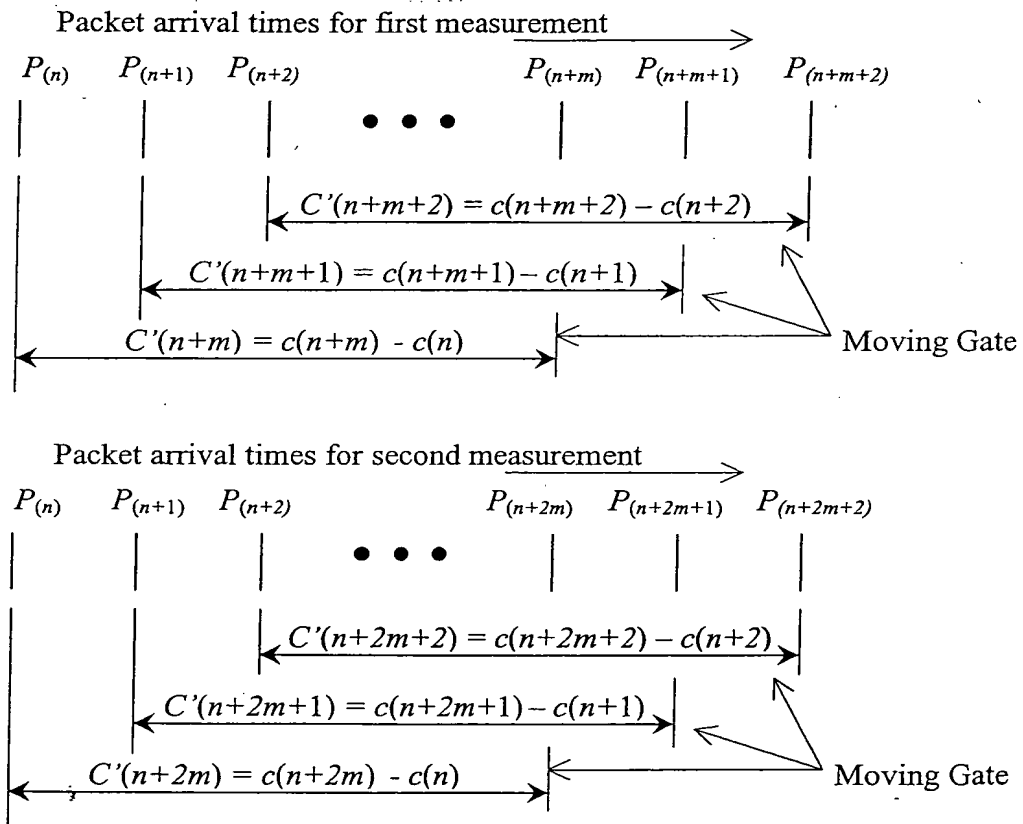 Packet arrival times for first measurement
P(n) P(n+1) P(n+2) P(n+m) P(n+m+1) P(n+m+2)
C'(n+m+2) = c(n+m+2) – c(n+2)
C'(n+m+1) = c(n+m+1) – c(n+1)
C'(n+m) = c(n+m) - c(n)
Moving Gate
Packet arrival times for second measurement
P(n) P(n+1) P(n+2) P(n+2m) P(n+2m+1) P(n+2m+2)
C'(n+2m+2) = c(n+2m+2) – c(n+2)
C'(n+2m+1) = c(n+2m+1) – c(n+1)
C'(n+2m) = c(n+2m) - c(n)
Moving Gate